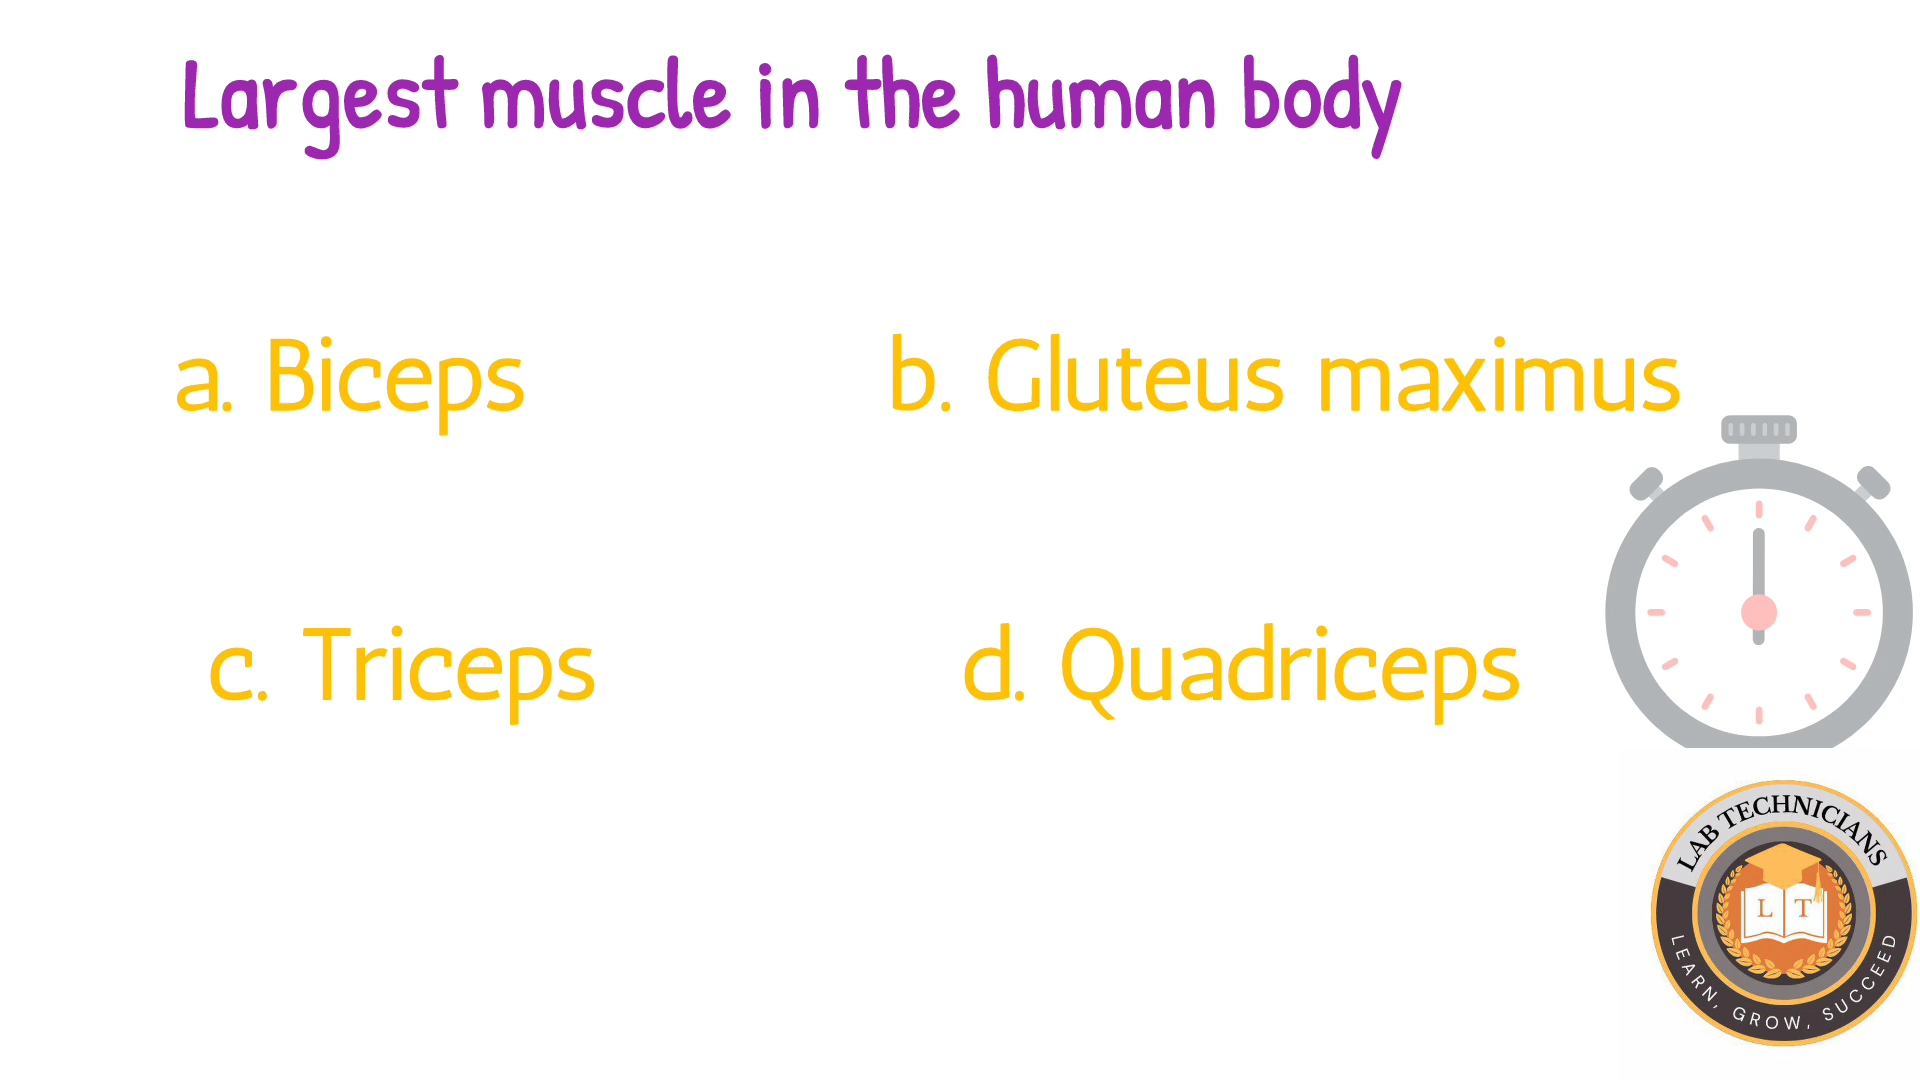 Largest muscle in the human body
a. Biceps
b. Gluteus maximus
c. Triceps
d. Quadriceps
LAB TECHNICIANS
L T
LEARN, GROW, SUCCEED